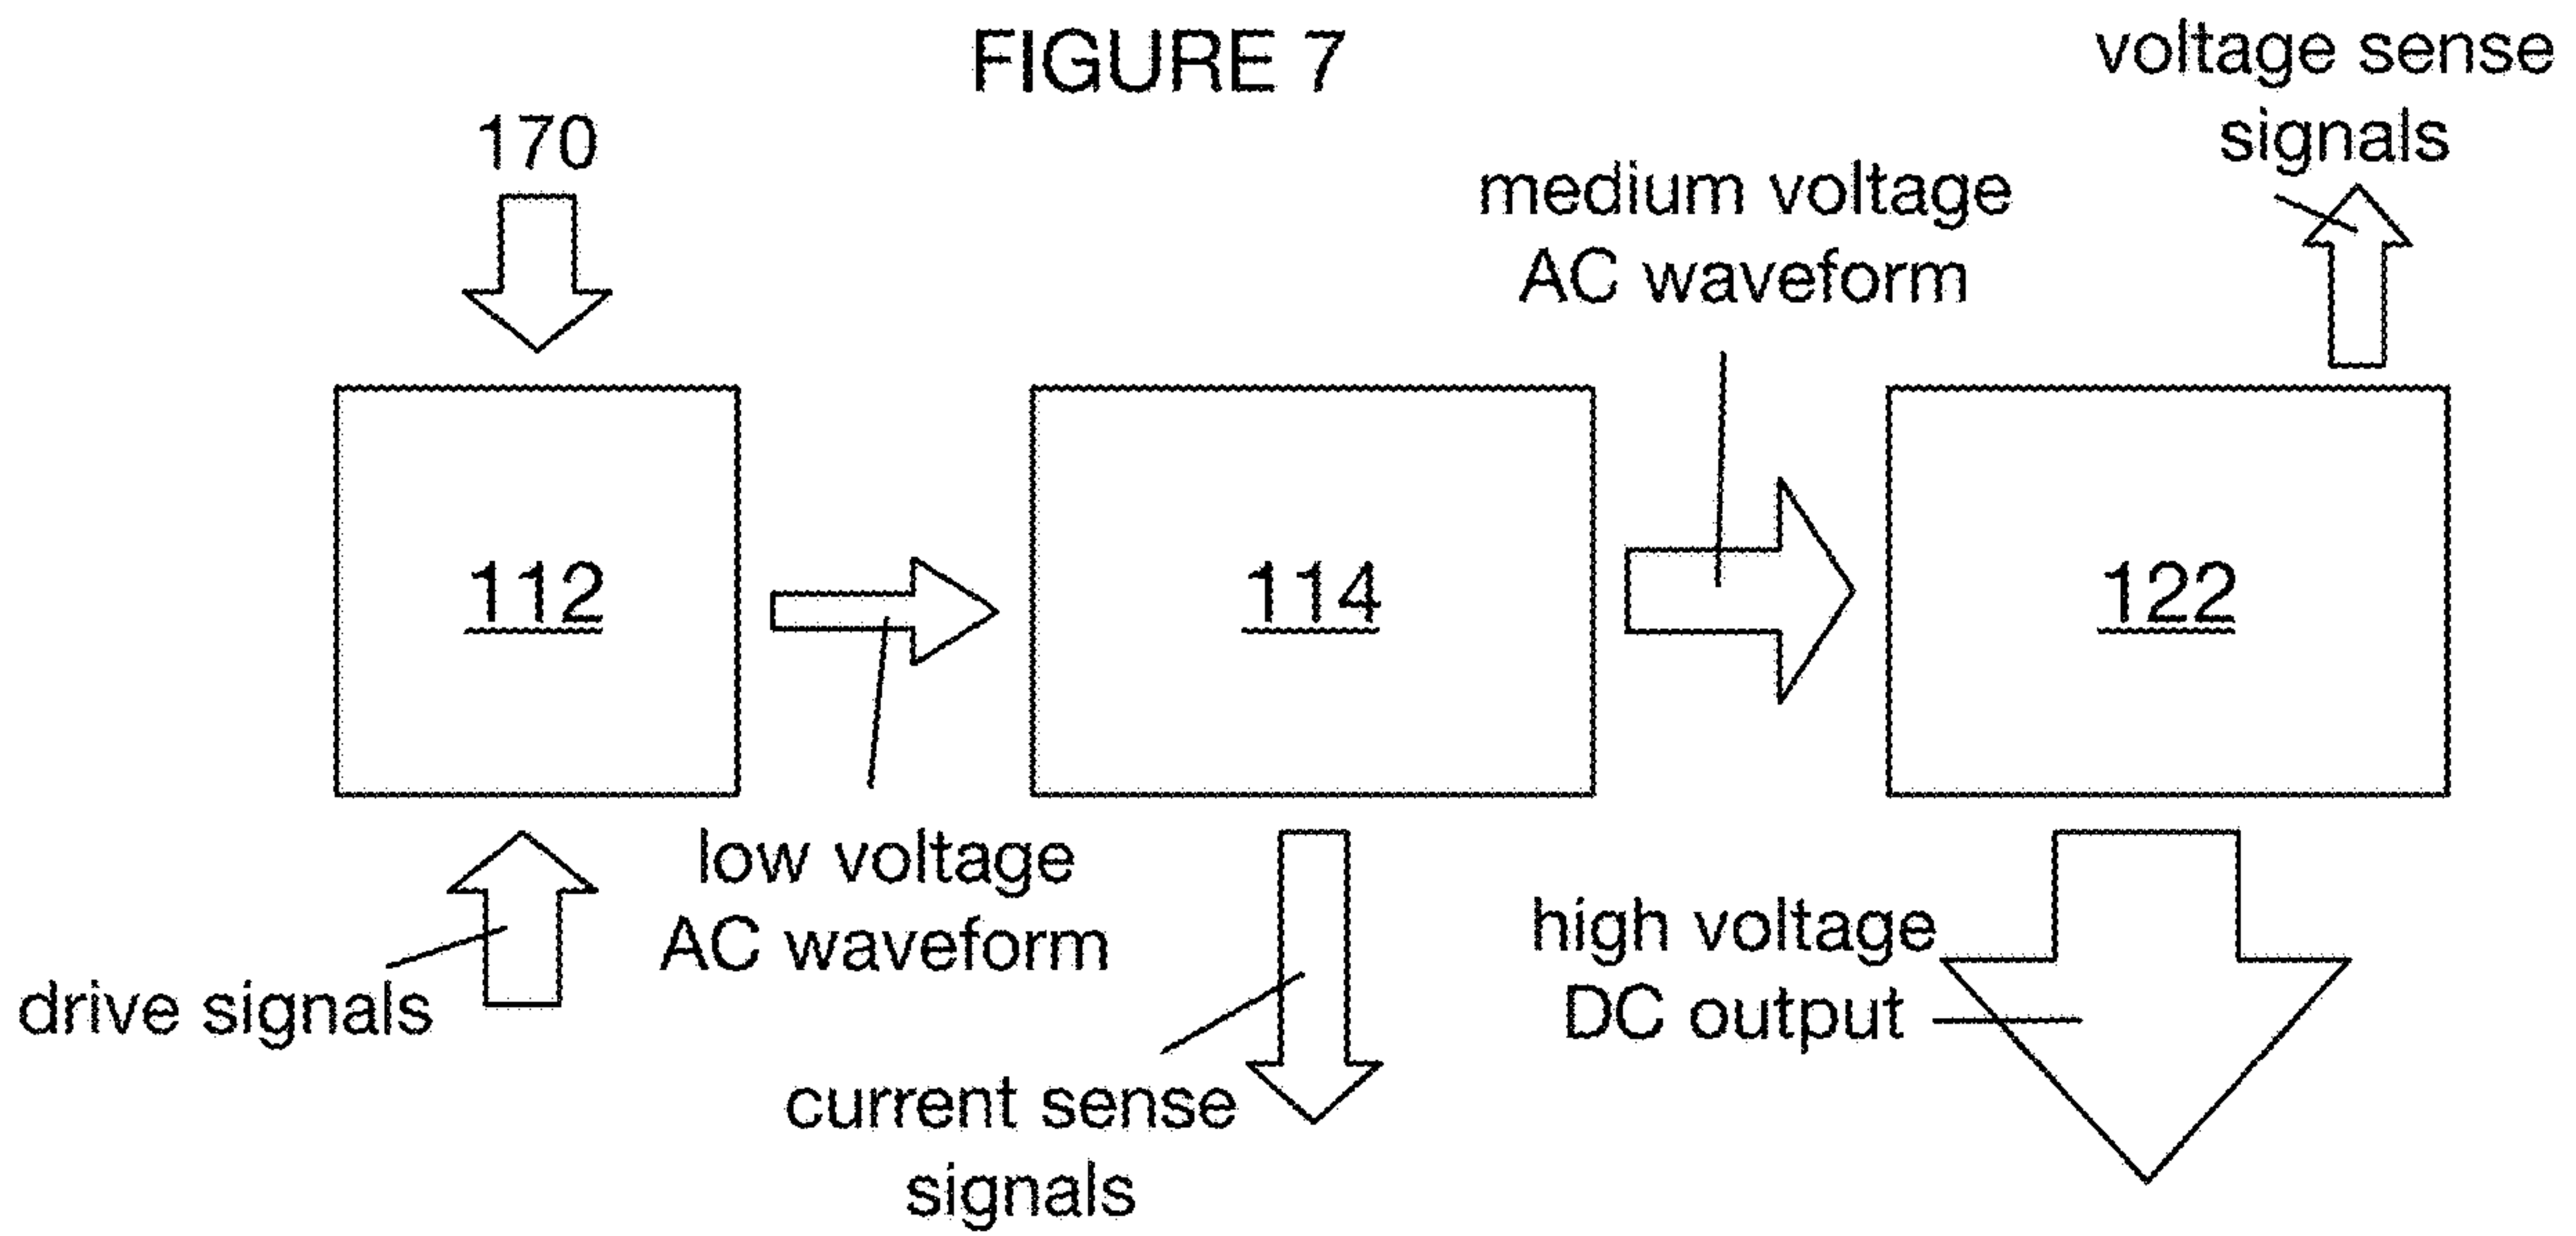 FIGURE 7
voltage sense
signals
170
medium voltage
AC waveform
112
114
122
low voltage
AC waveform
drive signals
high voltage
DC output
current sense
signals